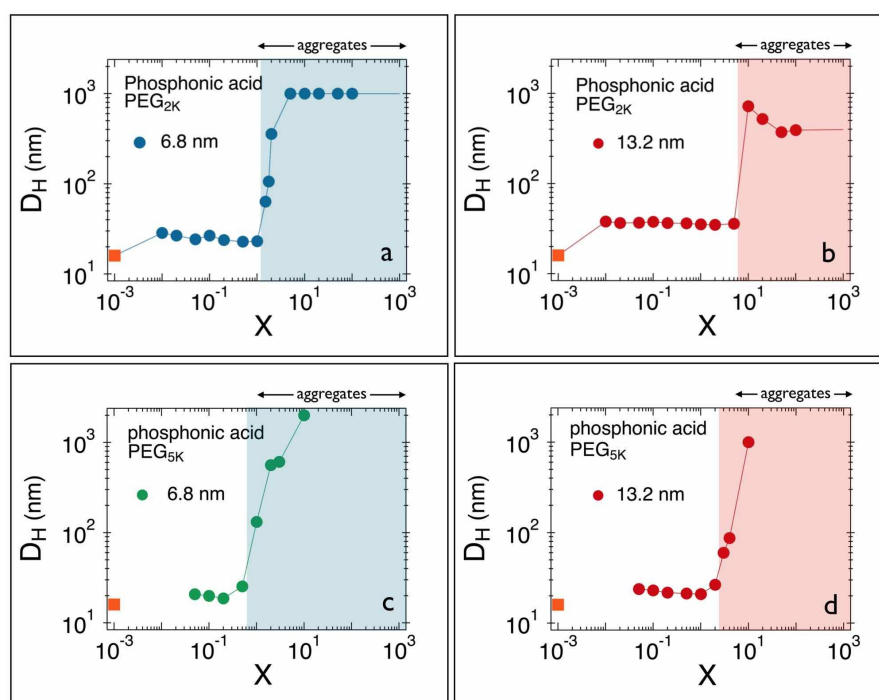 aggregates
Phosphonic acid
PEG2K
6.8 nm
D_H (nm)
10^3
10^2
10^1
a
10^-3
10^-1
10^1
10^3
X
aggregates
Phosphonic acid
PEG2K
13.2 nm
D_H (nm)
10^3
10^2
10^1
b
10^-3
10^-1
10^1
10^3
X
aggregates
phosphonic acid
PEG5K
6.8 nm
D_H (nm)
10^3
10^2
10^1
c
10^-3
10^-1
10^1
10^3
X
aggregates
phosphonic acid
PEG5K
13.2 nm
D_H (nm)
10^3
10^2
10^1
d
10^-3
10^-1
10^1
10^3
X